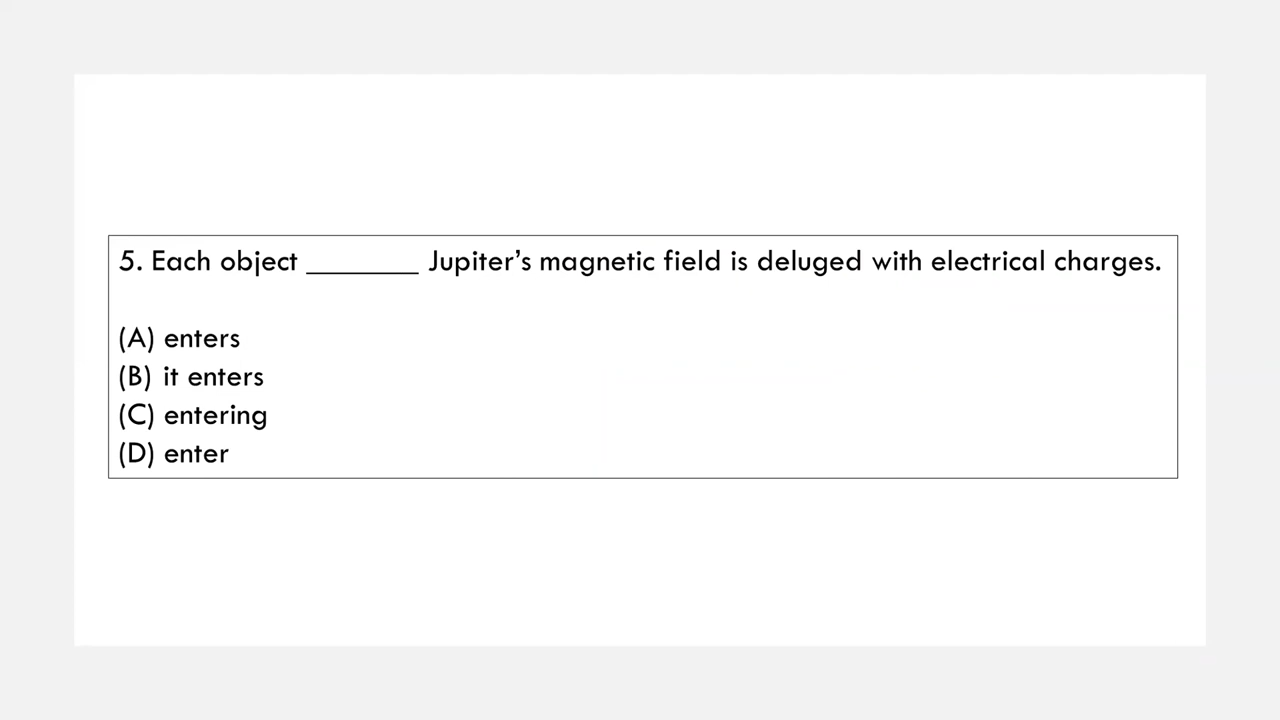 5. Each object ________ Jupiter’s magnetic field is deluged with electrical charges.
(A) enters
(B) it enters
(C) entering
(D) enter